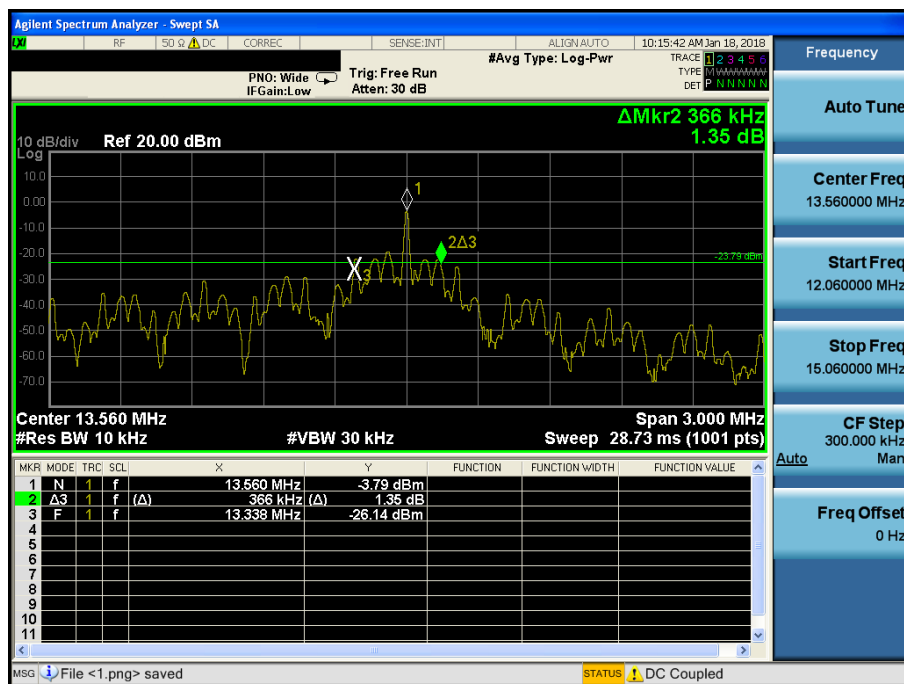 Agilent Spectrum Analyzer - Swept SA
LXI RF 50 Ω DC CORREC SENSE:INT ALIGNAUTO 10:15:42 AM Jan 18, 2018
#Avg Type: Log-Pwr TRACE 1 2 3 4 5 6
PNO: Wide Trig: Free Run TYPE MWWWWW
IFGain:Low Atten: 30 dB DET P N N N N N
ΔMkr2 366 kHz
1.35 dB
10 dB/div Ref 20.00 dBm
Log
10.0
0.00
-10.0
-20.0
-30.0
-40.0
-50.0
-60.0
-70.0
1
2Δ3
3
-23.79 dBm
Center 13.560 MHz Span 3.000 MHz
#Res BW 10 kHz #VBW 30 kHz Sweep 28.73 ms (1001 pts)
MKR MODE TRC SCL X Y FUNCTION FUNCTION WIDTH FUNCTION VALUE
1 N 1 f 13.560 MHz -3.79 dBm
2 Δ3 1 f (Δ) 366 kHz (Δ) 1.35 dB
3 F 1 f 13.338 MHz -26.14 dBm
4
5
6
7
8
9
10
11
MSG File <1.png> saved STATUS DC Coupled
Frequency
Auto Tune
Center Freq
13.560000 MHz
Start Freq
12.060000 MHz
Stop Freq
15.060000 MHz
CF Step
300.000 kHz
Auto Man
Freq Offset
0 Hz